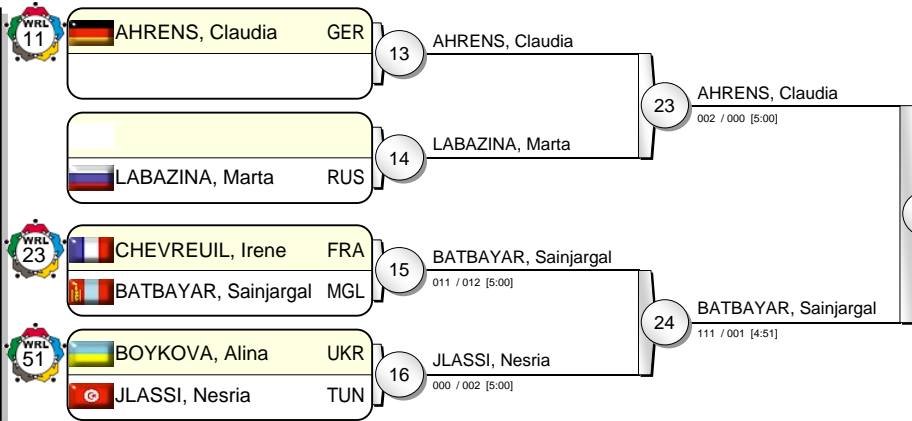 WRL
11
AHRENS, Claudia GER
13
AHRENS, Claudia
23
AHRENS, Claudia
002 / 000 [5:00]
14
LABAZINA, Marta
LABAZINA, Marta RUS
WRL
23
CHEVREUIL, Irene FRA
15
BATBAYAR, Sainjargal
011 / 012 [5:00]
BATBAYAR, Sainjargal MGL
24
BATBAYAR, Sainjargal
111 / 001 [4:51]
WRL
51
BOYKOVA, Alina UKR
16
JLASSI, Nesria
000 / 002 [5:00]
JLASSI, Nesria TUN